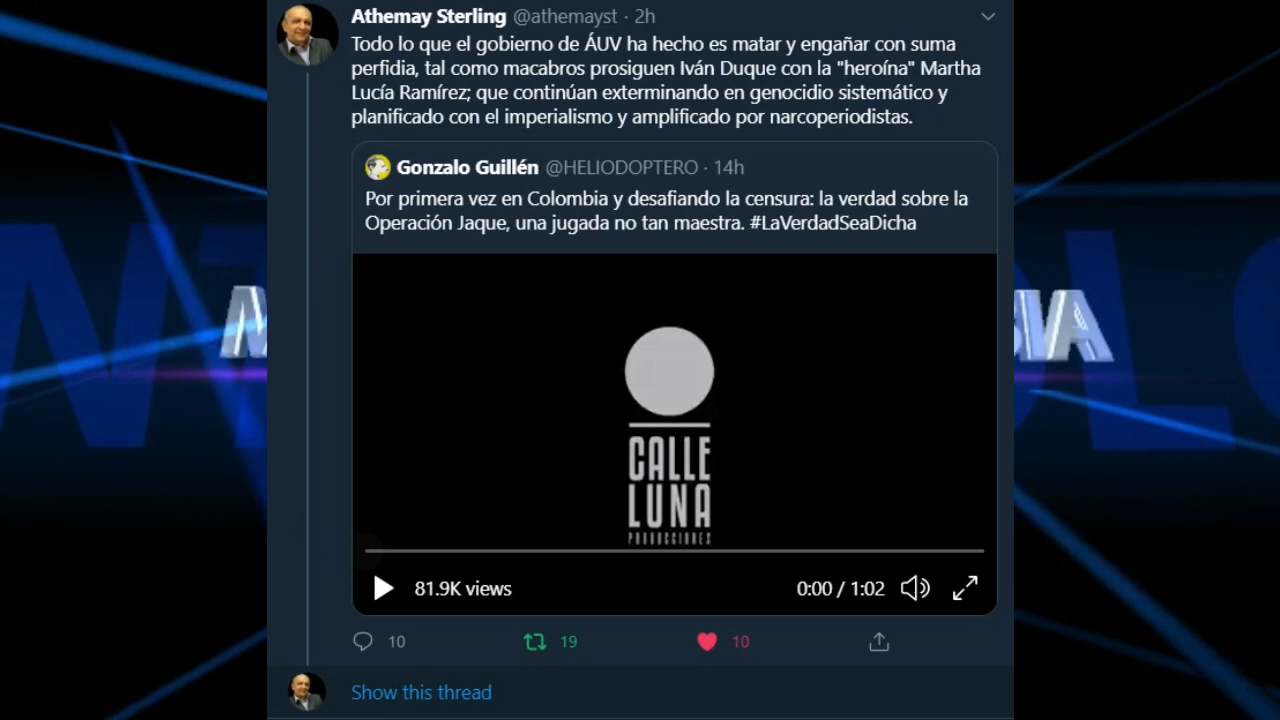 Athemay Sterling @athemayst · 2h
Todo lo que el gobierno de ÁUV ha hecho es matar y engañar con suma
perfidia, tal como macabros prosiguen Iván Duque con la "heroína" Martha
Lucía Ramírez; que continúan exterminando en genocidio sistemático y
planificado con el imperialismo y amplificado por narcoperiodistas.
Gonzalo Guillén @HELIODOPTERO · 14h
Por primera vez en Colombia y desafiando la censura: la verdad sobre la
Operación Jaque, una jugada no tan maestra. #LaVerdadSeaDicha
CALLE
LUNA
PRODUCCIONES
81.9K views 0:00 / 1:02
10 19 10
Show this thread